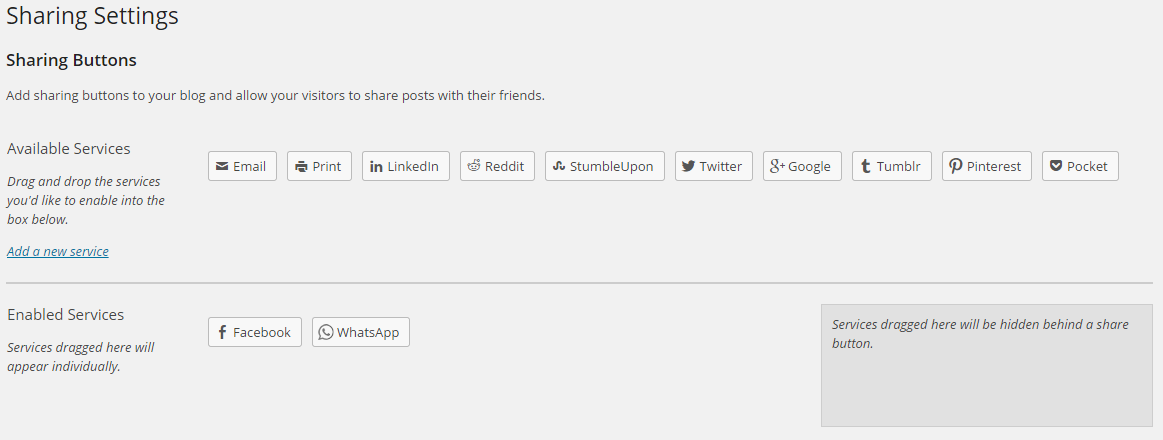 Sharing Settings
Sharing Buttons
Add sharing buttons to your blog and allow your visitors to share posts with their friends.
Available Services
Drag and drop the services
you'd like to enable into the
box below.
Add a new service
Email Print LinkedIn Reddit StumbleUpon Twitter Google Tumblr Pinterest Pocket
Enabled Services
Services dragged here will
appear individually.
Facebook WhatsApp
Services dragged here will be hidden behind a share
button.